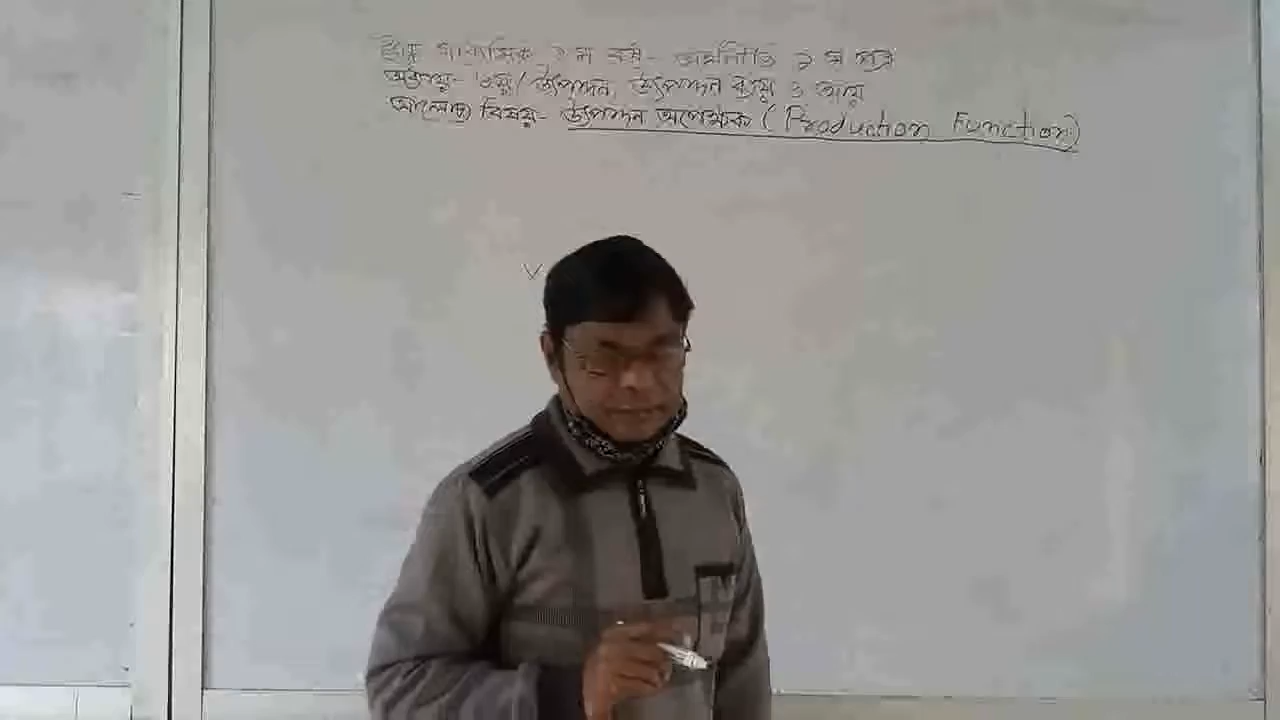 উচ্চ মাধ্যমিক ১ম বর্ষ- অর্থনীতি ১ম পত্র
অধ্যায়- ৩য়/ উৎপাদন, উৎপাদন ব্যয় ও আয়
আলোচ্য বিষয়- উৎপাদন অপেক্ষক ( Production Function)